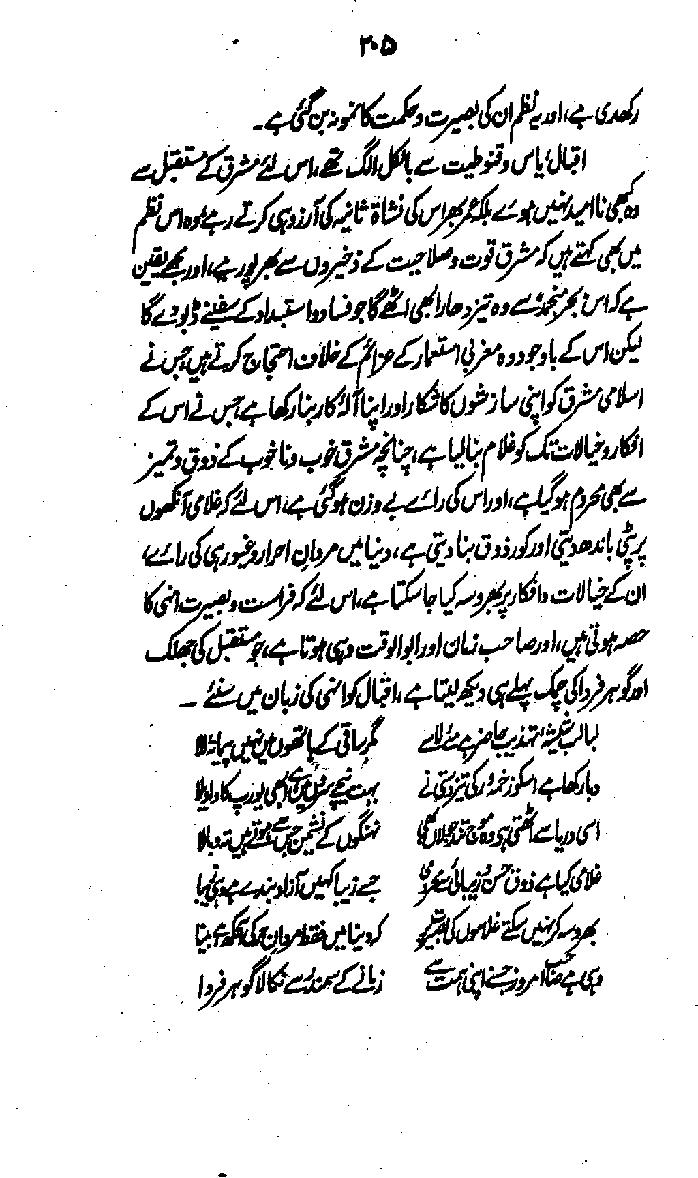 ۲۰۵
رکھدی ہے، اور یہ نظم ان کی بصیرت و حکمت کا نمونہ بن گئی ہے۔
اقبال یاس و قنوطیت سے بالکل الگ تھے، اس لئے مشرق کے مستقبل سے
وہ کبھی نا امید نہیں ہوئے بلکہ عمر بھر اس کی نشاۃ ثانیہ کی آرزو ہی کرتے رہے، وہ اس نظم
میں بھی کہتے ہیں کہ مشرق قوت و صلاحیت کے ذخیروں سے بھر پور ہے، اور مجھے یقین
ہے کہ اس بحر منجمد سے وہ تیز دھارا بھی اٹھے گا جو فساد و استبداد کے سفینے ڈبو دے گا
لیکن اس کے باوجود وہ مغربی استعمار کے عزائم کے خلاف احتجاج کرتے ہیں، جس نے
اسلامی مشرق کو اپنی سازشوں کا شکار اور اپنا آلۂ کار بنا رکھا ہے، جس نے اس کے
افکار و خیالات تک کو غلام بنالیا ہے، چنانچہ مشرق خوب و ناخوب کے ذوق و تمیز
سے بھی محروم ہو گیا ہے، اور اس کی رائے بے وزن ہو گئی ہے، اس لئے کہ غلامی آنکھوں
پر پٹی باندھ دیتی اور کور ذوق بنا دیتی ہے، دنیا میں مردان احرار و غیور ہی کی رائے،
ان کے خیالات و افکار پر بھروسہ کیا جا سکتا ہے، اس لئے کہ فراست و بصیرت انہی کا
حصہ ہوتی ہیں، اور صاحب زمان اور ابوالوقت وہی ہوتا ہے، جو مستقبل کی جھلک
اور گوہر فردا کی چمک پہلے ہی دیکھ لیتا ہے، اقبال کو انہی کی زبان میں سنئے ۔
لبالب شیشۂ تہذیب حاضر ہے مئے لا سے مگر ساقی کے ہاتھوں میں نہیں پیمانۂ الا
دبا رکھا ہے اسکو زخمہ ور کی تیز دستی نے بہت نیچے سروں میں ہے ابھی یورپ کا واویلا
اسی دریا سے اٹھتی ہے وہ موج تند جولاں بھی نہنگوں کے نشیمن جس سے ہوتے ہیں تہ و بالا
غلامی کیا ہے ذوق حسن و زیبائی سے محرومی جسے زیبا کہیں آزاد بندے ہے وہی زیبا
بھروسہ کر نہیں سکتے غلاموں کی بصیرت پر کہ دنیا میں فقط مردان حر کی آنکھ ہے بینا
وہی ہے صاحب امروز جسنے اپنی ہمت سے زمانے کے سمندر سے نکالا گوہر فردا